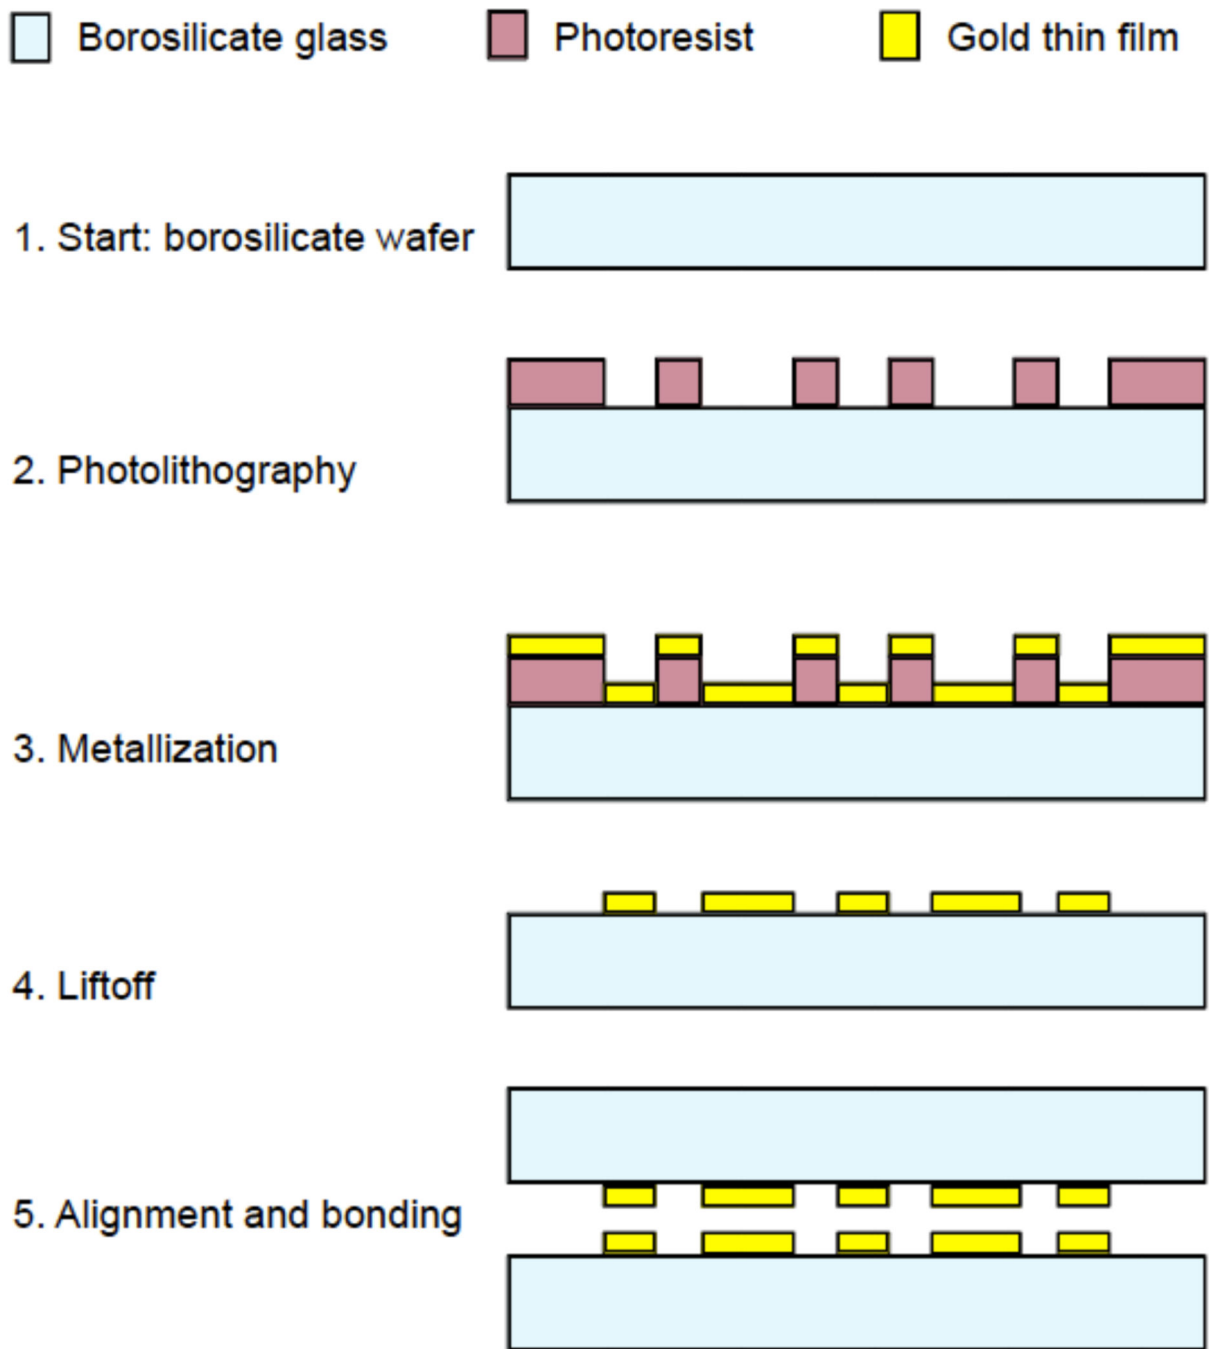 Borosilicate glass Photoresist Gold thin film
1. Start: borosilicate wafer
2. Photolithography
3. Metallization
4. Liftoff
5. Alignment and bonding